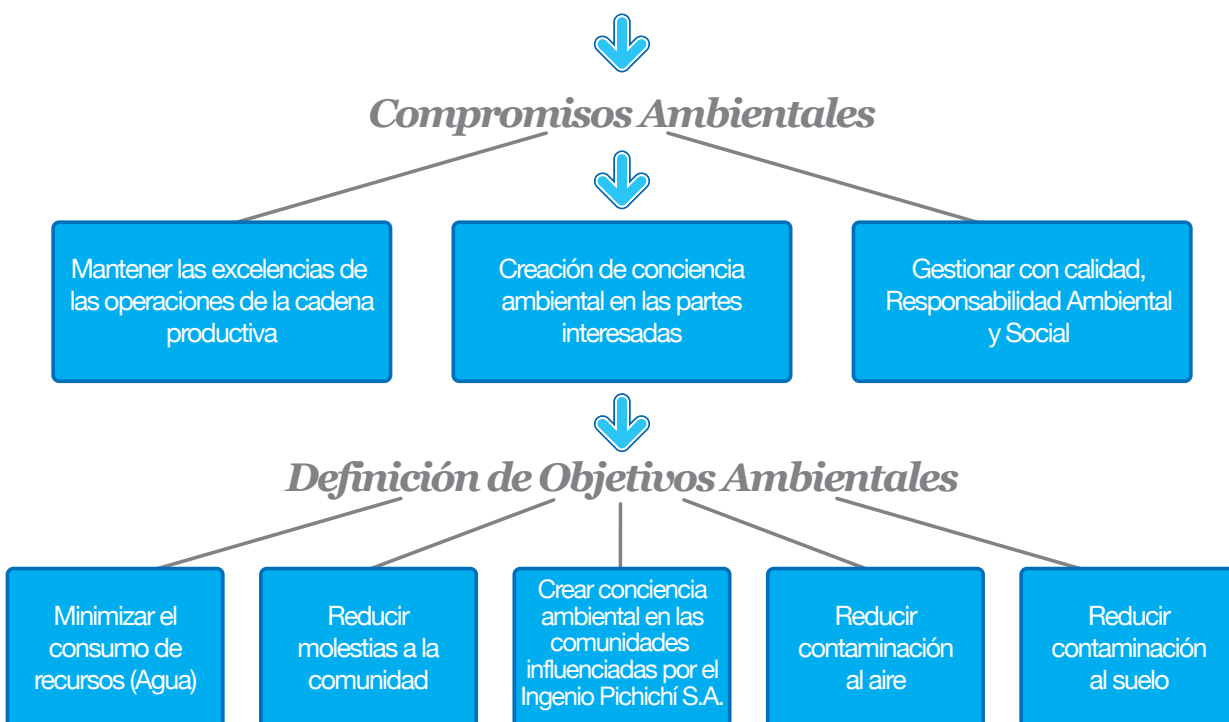 Compromisos Ambientales
Mantener las excelencias de
las operaciones de la cadena
productiva
Creación de conciencia
ambiental en las partes
interesadas
Gestionar con calidad,
Responsabilidad Ambiental
y Social
Definición de Objetivos Ambientales
Minimizar el
consumo de
recursos (Agua)
Reducir
molestias a la
comunidad
Crear conciencia
ambiental en las
comunidades
influenciadas por el
Ingenio Pichichí S.A.
Reducir
contaminación
al aire
Reducir
contaminación
al suelo